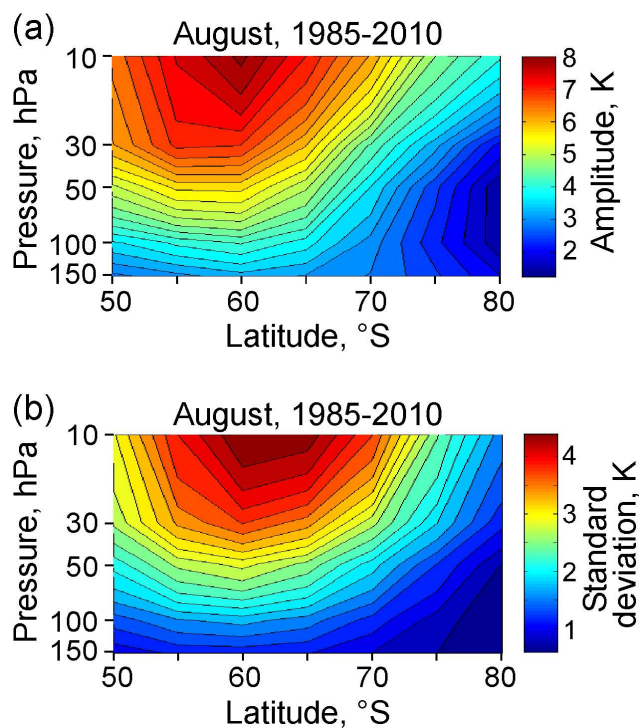 (a)
August, 1985-2010
Pressure, hPa
10
30
50
100
150
50 60 70 80
Latitude, °S
8
7
6
5
4
3
2
Amplitude, K
(b)
August, 1985-2010
Pressure, hPa
10
30
50
100
150
50 60 70 80
Latitude, °S
4
3
2
1
Standard
deviation, K